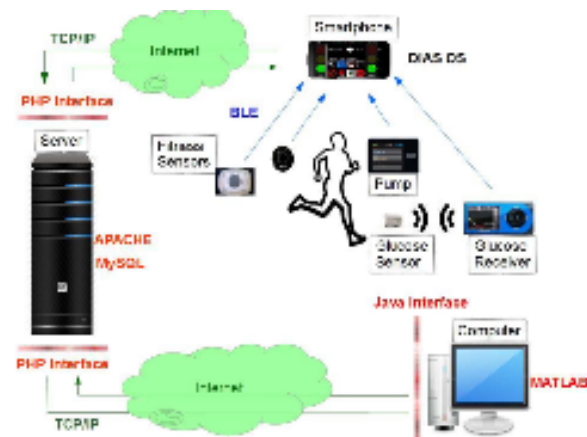 Smartphone
TCP/IP
Internet
DIAS OS
PHP Interface
BLE
Server
Fitness
Sensors
Pump
APACHE
MySQL
Glucose
Sensor
Glucose
Receiver
Java Interface
Computer
PHP Interface
MATLAB
Internet
TCP/IP